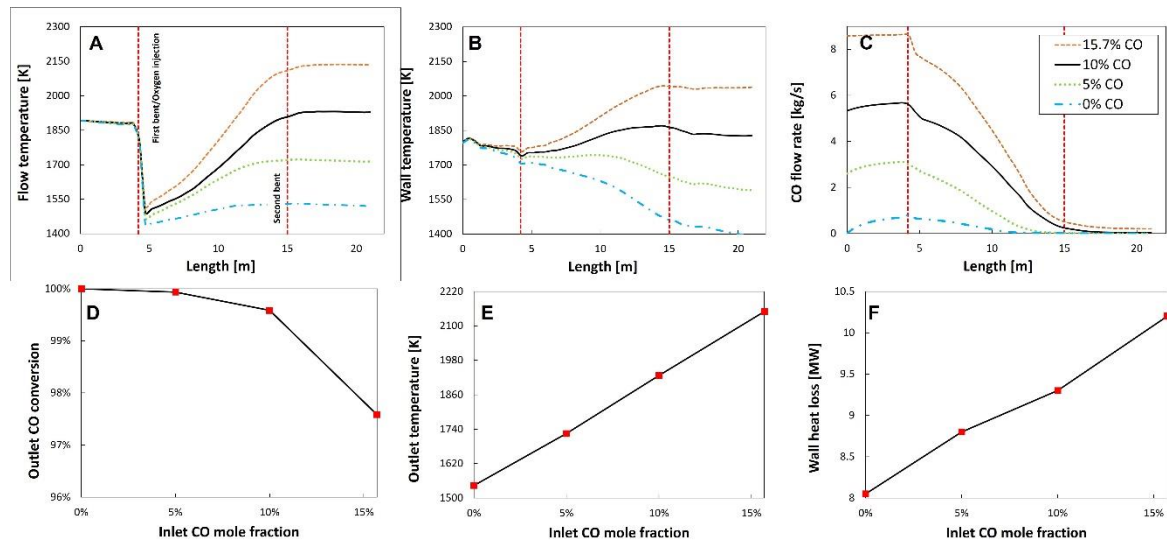 A
Flow temperature [K]
2300
2150
2000
1850
1700
1550
1400
0
5
10
15
20
Length [m]
First bent/Oxygen injection
Second bent
B
Wall temperature [K]
2300
2150
2000
1850
1700
1550
1400
0
5
10
15
20
Length [m]
C
CO flow rate [kg/s]
8
6
4
2
0
0
5
10
15
20
Length [m]
15.7% CO
10% CO
5% CO
0% CO
D
Outlet CO conversion
100%
99%
98%
97%
96%
0%
5%
10%
15%
Inlet CO mole fraction
E
Outlet temperature [K]
2220
2100
1980
1860
1740
1620
1500
0%
5%
10%
15%
Inlet CO mole fraction
F
Wall heat loss [MW]
10.5
10
9.5
9
8.5
8
0%
5%
10%
15%
Inlet CO mole fraction